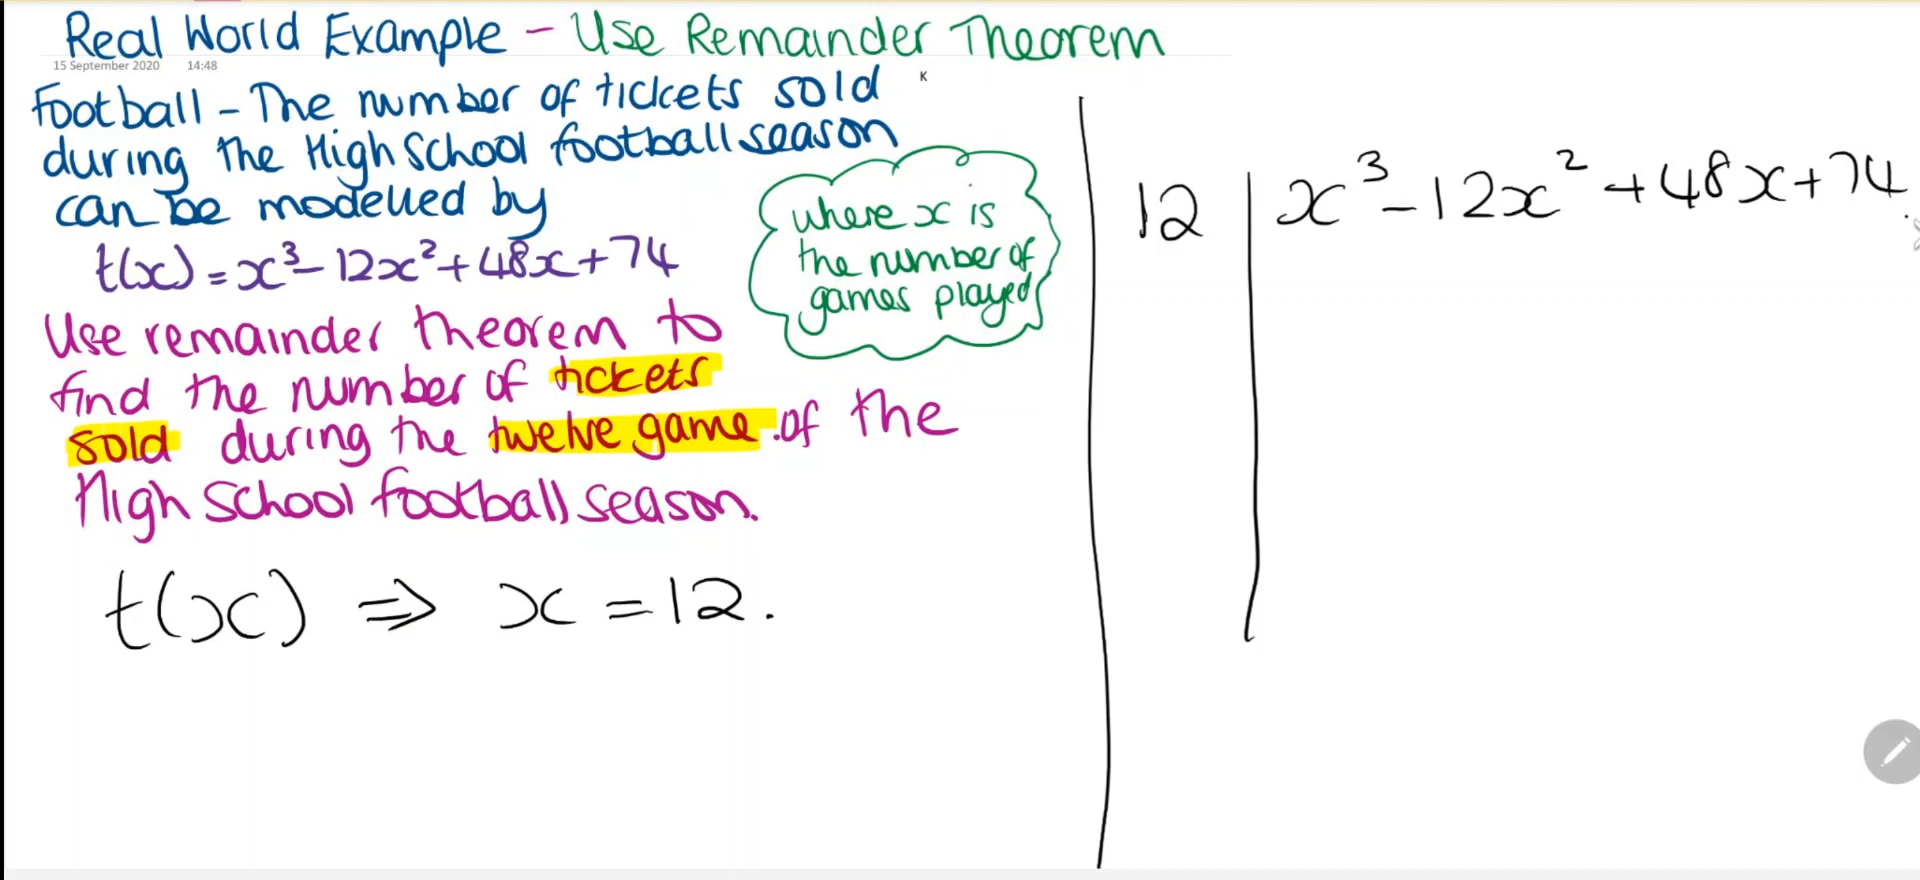 Real World Example - Use Remainder Theorem
15 September 2020 14:48
Football - The number of tickets sold
during the High School football season
can be modelled by
t(x) = x³ - 12x² + 48x + 74
where x is
the number of
games played
Use remainder theorem to
find the number of tickets
sold during the twelve game of the
High School football season.
t(x) ⇒ x = 12.
K
12 | x³ - 12x² + 48x + 74